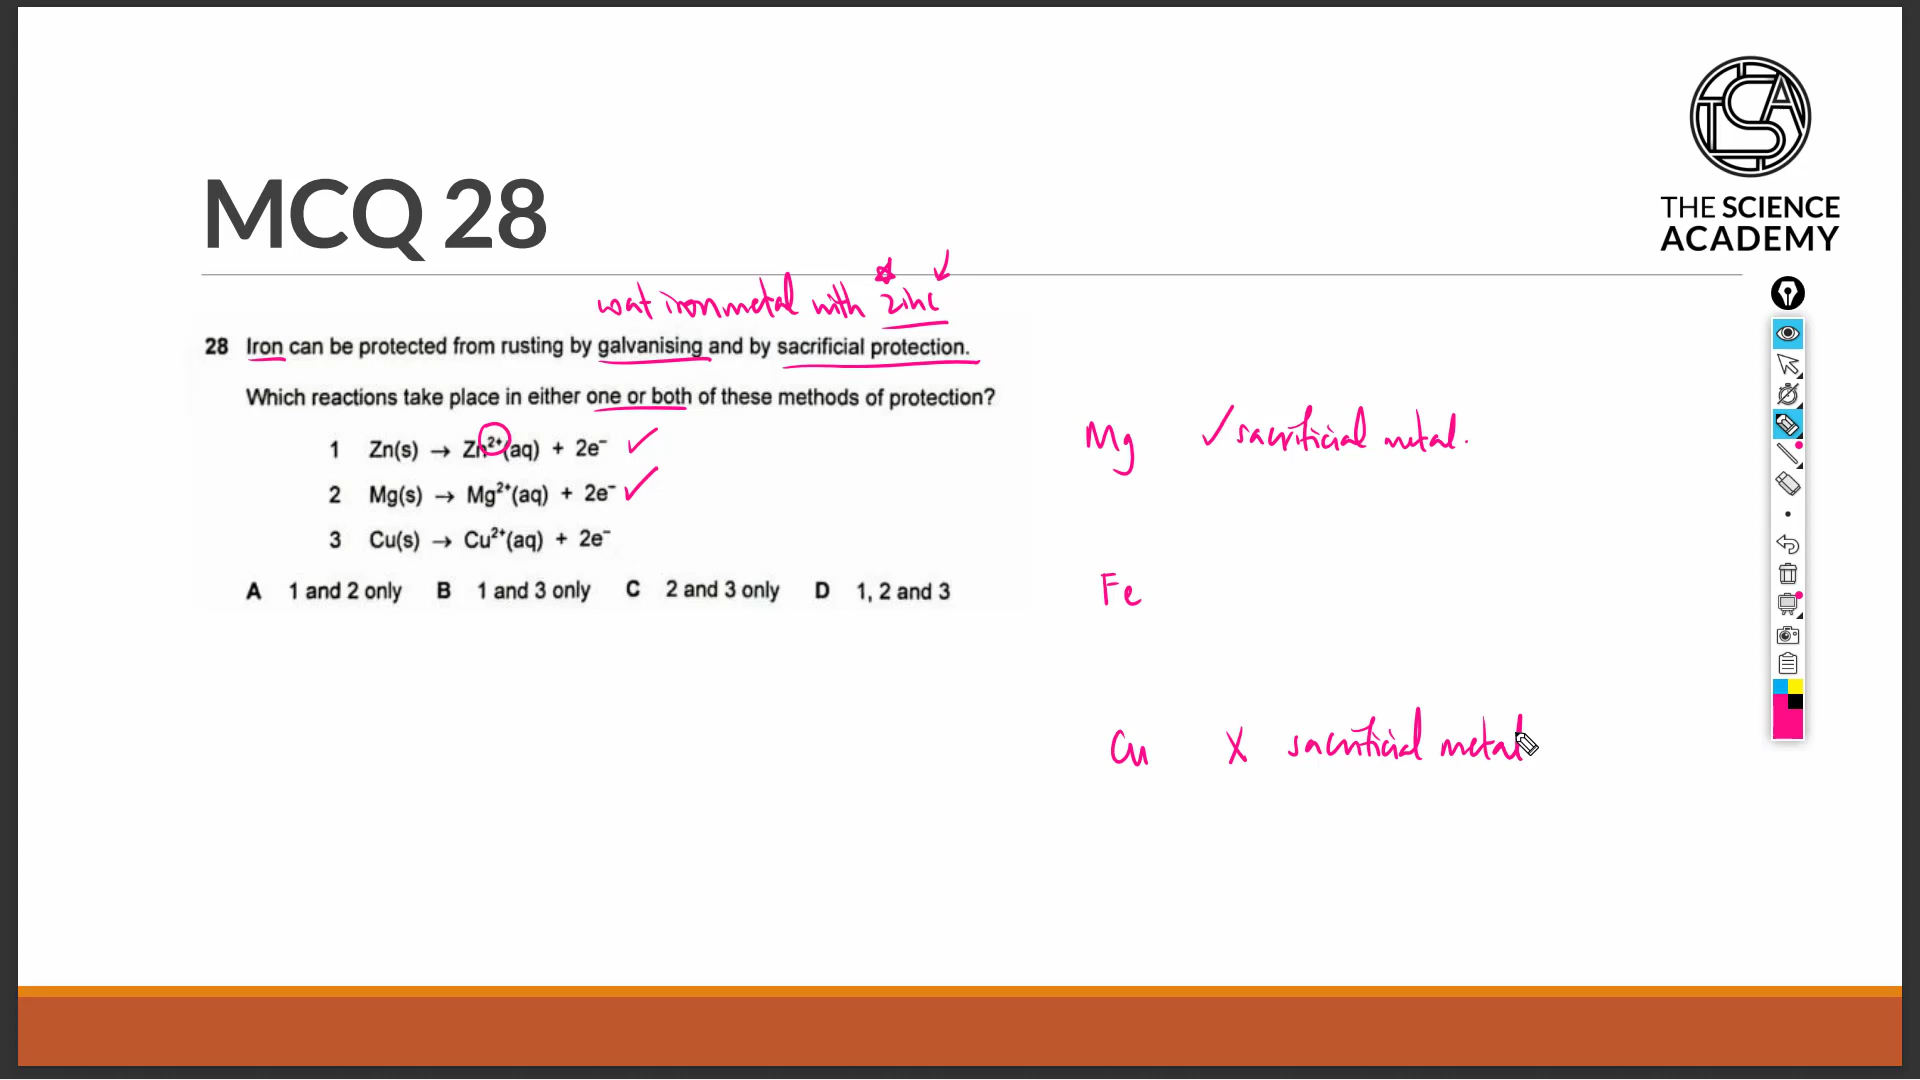 THE SCIENCE
ACADEMY
MCQ 28
coat iron metal with zinc
28 Iron can be protected from rusting by galvanising and by sacrificial protection.
Which reactions take place in either one or both of these methods of protection?
1 Zn(s) → Zn²⁺(aq) + 2e⁻ ✓
2 Mg(s) → Mg²⁺(aq) + 2e⁻ ✓
3 Cu(s) → Cu²⁺(aq) + 2e⁻
A 1 and 2 only B 1 and 3 only C 2 and 3 only D 1, 2 and 3
Mg ✓ sacrificial metal.
Fe
Cu X sacrificial metal